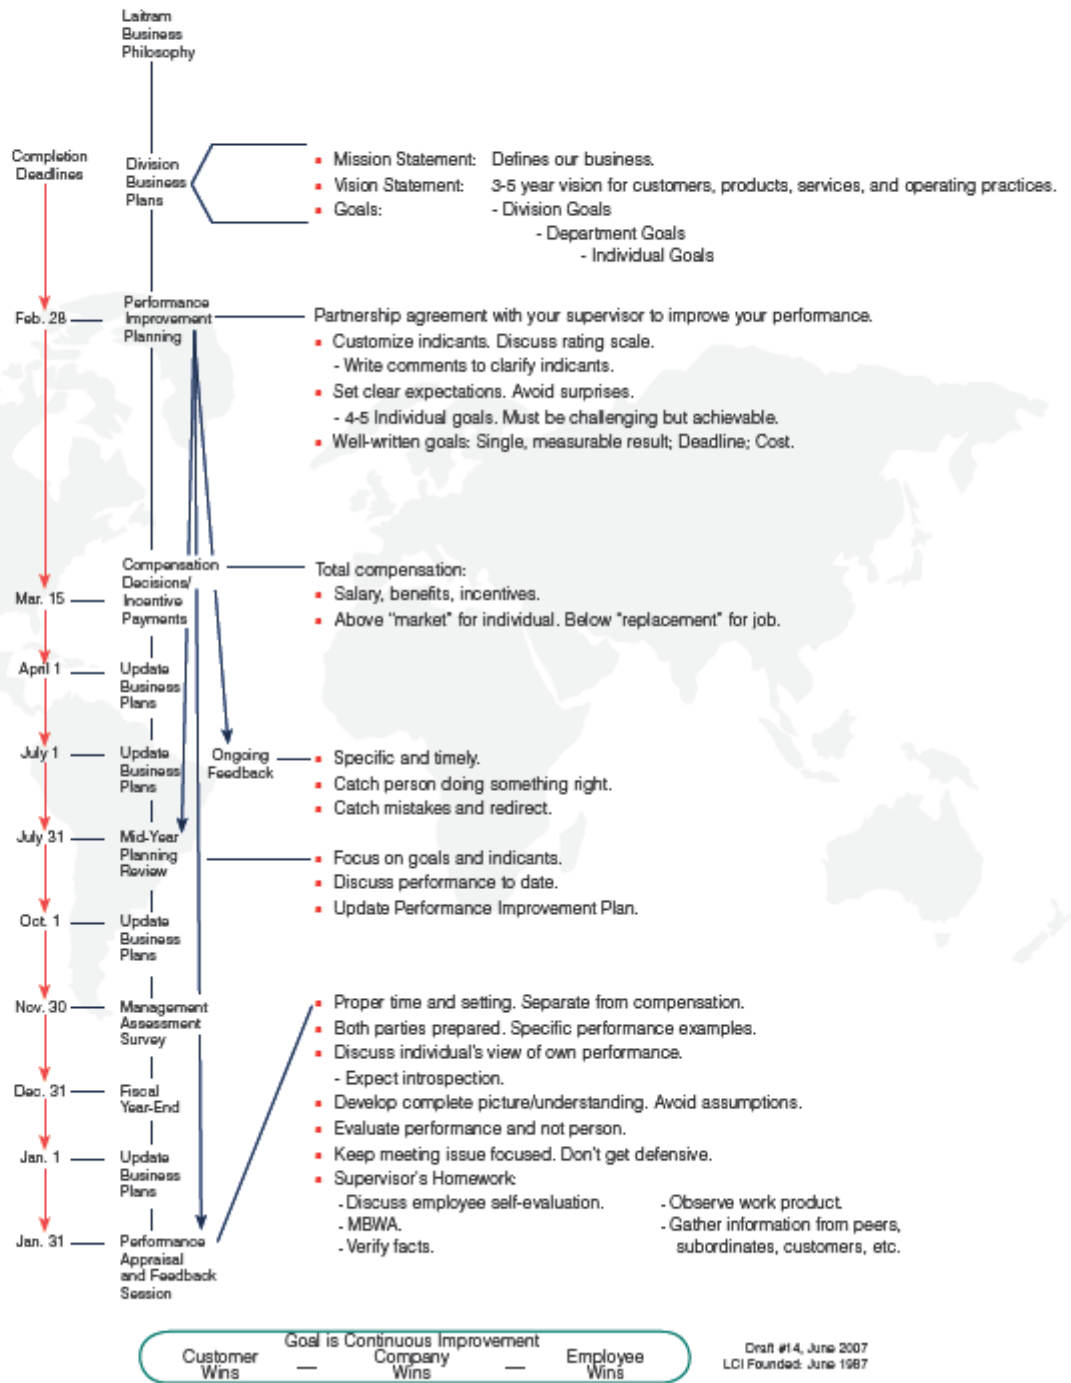 Laitram
Business
Philosophy
Completion
Deadlines
Division
Business
Plans
▪ Mission Statement: Defines our business.
▪ Vision Statement: 3-5 year vision for customers, products, services, and operating practices.
▪ Goals: - Division Goals
- Department Goals
- Individual Goals
Feb. 28
Performance
Improvement
Planning
Partnership agreement with your supervisor to improve your performance.
▪ Customize indicants. Discuss rating scale.
- Write comments to clarify indicants.
▪ Set clear expectations. Avoid surprises.
- 4-5 Individual goals. Must be challenging but achievable.
▪ Well-written goals: Single, measurable result; Deadline; Cost.
Mar. 15
Compensation
Decisions/
Incentive
Payments
Total compensation:
▪ Salary, benefits, incentives.
▪ Above "market" for individual. Below "replacement" for job.
April 1
Update
Business
Plans
July 1
Update
Business
Plans
Ongoing
Feedback
▪ Specific and timely.
▪ Catch person doing something right.
▪ Catch mistakes and redirect.
July 31
Mid-Year
Planning
Review
▪ Focus on goals and indicants.
▪ Discuss performance to date.
▪ Update Performance Improvement Plan.
Oct. 1
Update
Business
Plans
Nov. 30
Management
Assessment
Survey
▪ Proper time and setting. Separate from compensation.
▪ Both parties prepared. Specific performance examples.
▪ Discuss individual's view of own performance.
- Expect introspection.
▪ Develop complete picture/understanding. Avoid assumptions.
▪ Evaluate performance and not person.
▪ Keep meeting issue focused. Don't get defensive.
▪ Supervisor's Homework:
- Discuss employee self-evaluation.
- MBWA.
- Verify facts.
- Observe work product.
- Gather information from peers,
subordinates, customers, etc.
Dec. 31
Fiscal
Year-End
Jan. 1
Update
Business
Plans
Jan. 31
Performance
Appraisal
and Feedback
Session
Goal is Continuous Improvement
Customer — Company — Employee
Wins Wins Wins
Draft #14, June 2007
LCI Founded: June 1987